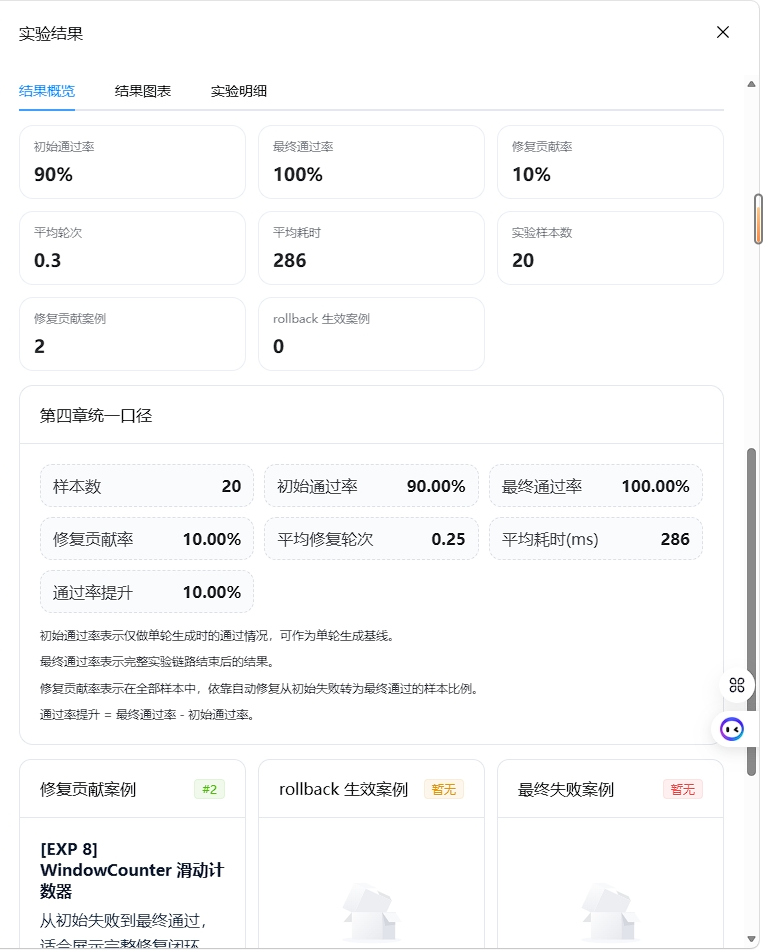 实验结果
结果概览 结果图表 实验明细
初始通过率 最终通过率 修复贡献率
90% 100% 10%
平均轮次 平均耗时 实验样本数
0.3 286 20
修复贡献案例 rollback 生效案例
2 0
第四章统一口径
样本数 20 初始通过率 90.00% 最终通过率 100.00%
修复贡献率 10.00% 平均修复轮次 0.25 平均耗时(ms) 286
通过率提升 10.00%
初始通过率表示仅做单轮生成时的通过情况，可作为单轮生成基线。
最终通过率表示完整实验链路结束后的结果。
修复贡献率表示在全部样本中，依靠自动修复从初始失败转为最终通过的样本比例。
通过率提升 = 最终通过率 - 初始通过率。
修复贡献案例 #2 rollback 生效案例 暂无 最终失败案例 暂无
[EXP 8]
WindowCounter 滑动计
数器
从初始失败到最终通过，
适合展示完整修复闭环